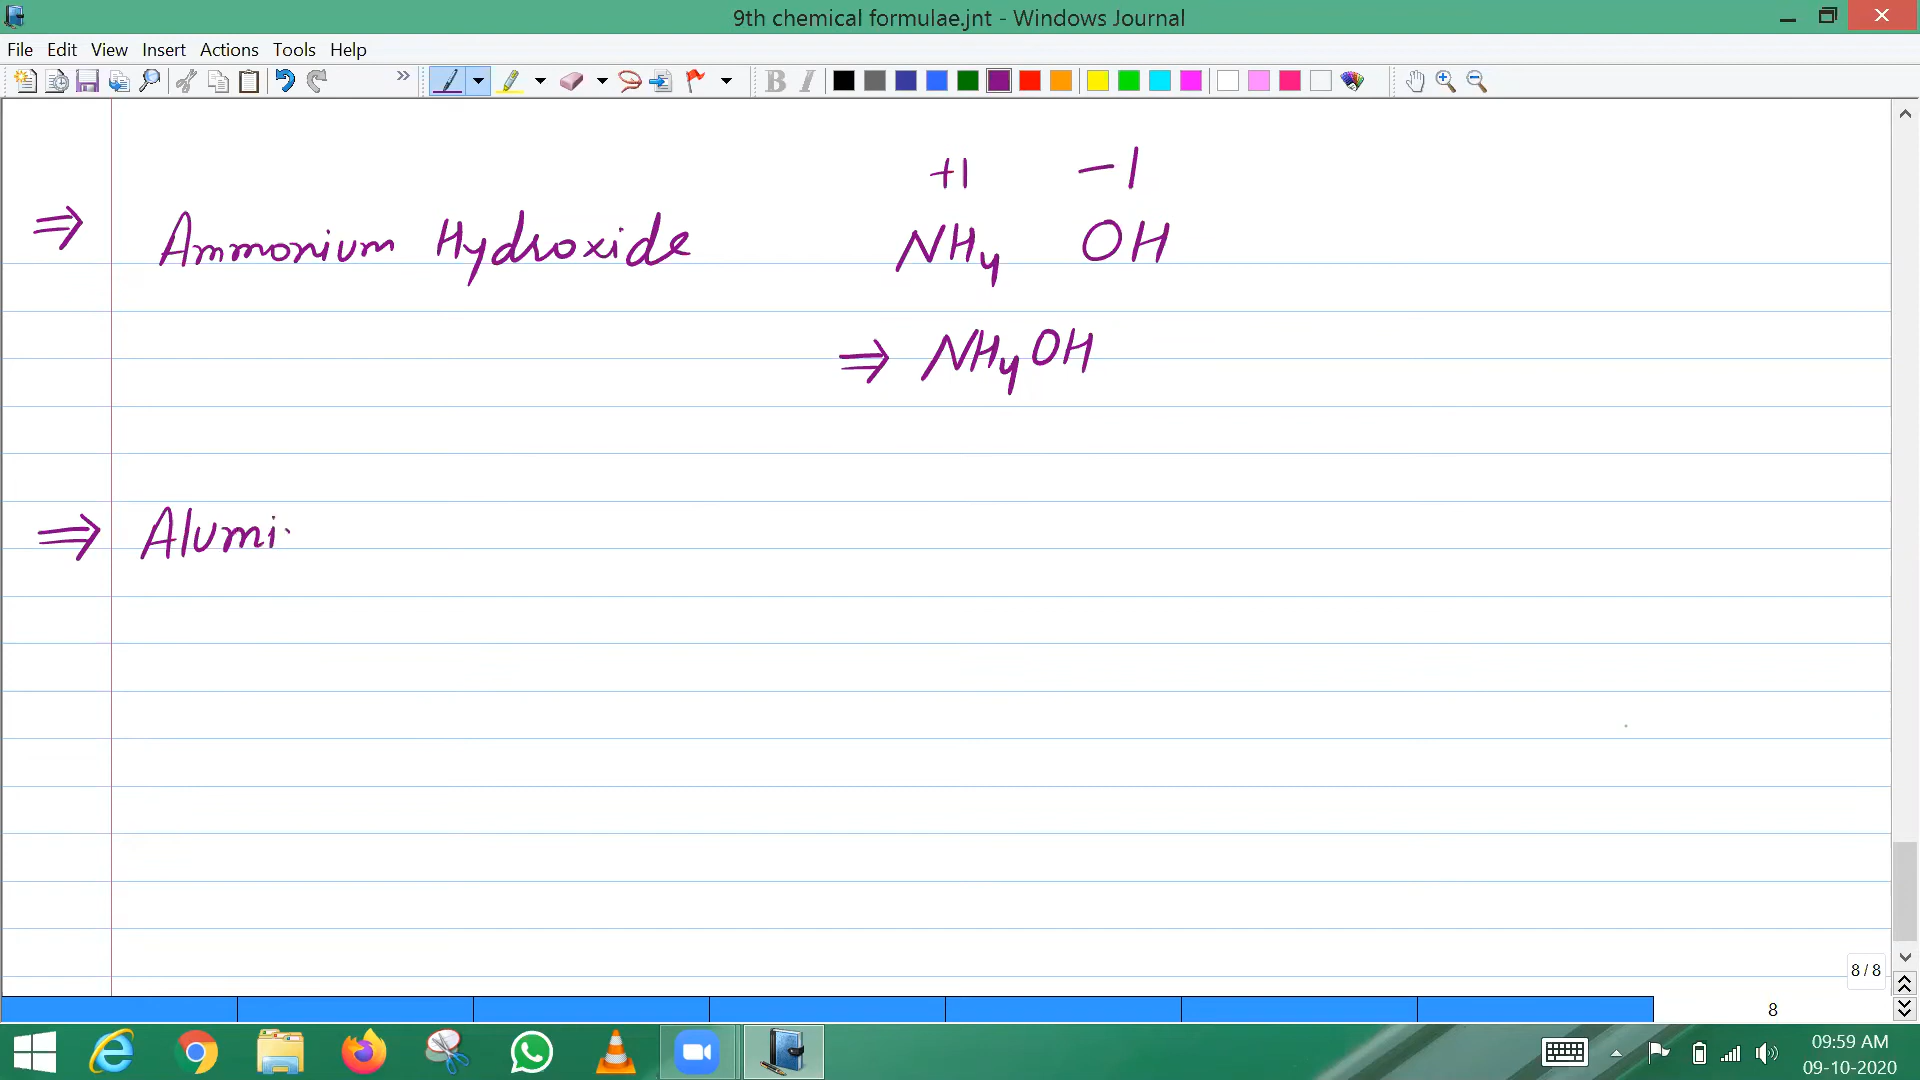 9th chemical formulae.jnt - Windows Journal
File Edit View Insert Actions Tools Help
+1 -1
⇒ Ammonium Hydroxide NH₄ OH
⇒ NH₄OH
⇒ Alumi
8 / 8
8
09:59 AM
09-10-2020